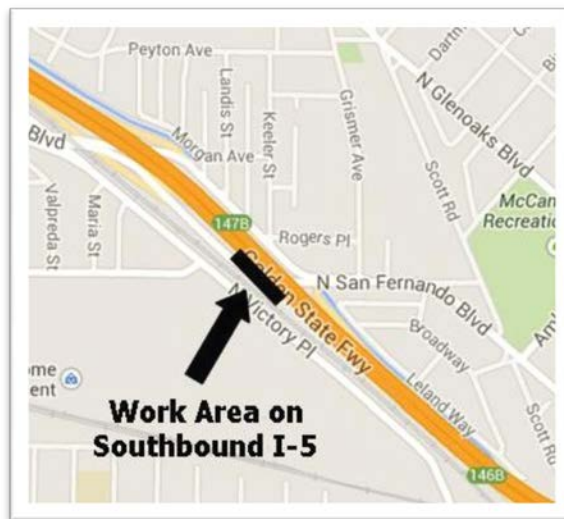 Peyton Ave
Dartm
N Glenoaks Blvd
Landis St
Keeler St
Grismer Ave
Scott Rd
Blvd
Morgan Ave
Valpreda St
Maria St
McCan
Recreatio
147B
Rogers Pl
Golden State Fwy
N San Fernando Blvd
N Victory Pl
Broadway
Leland Way
Scott Rd
ome
ent
Work Area on
Southbound I-5
146B